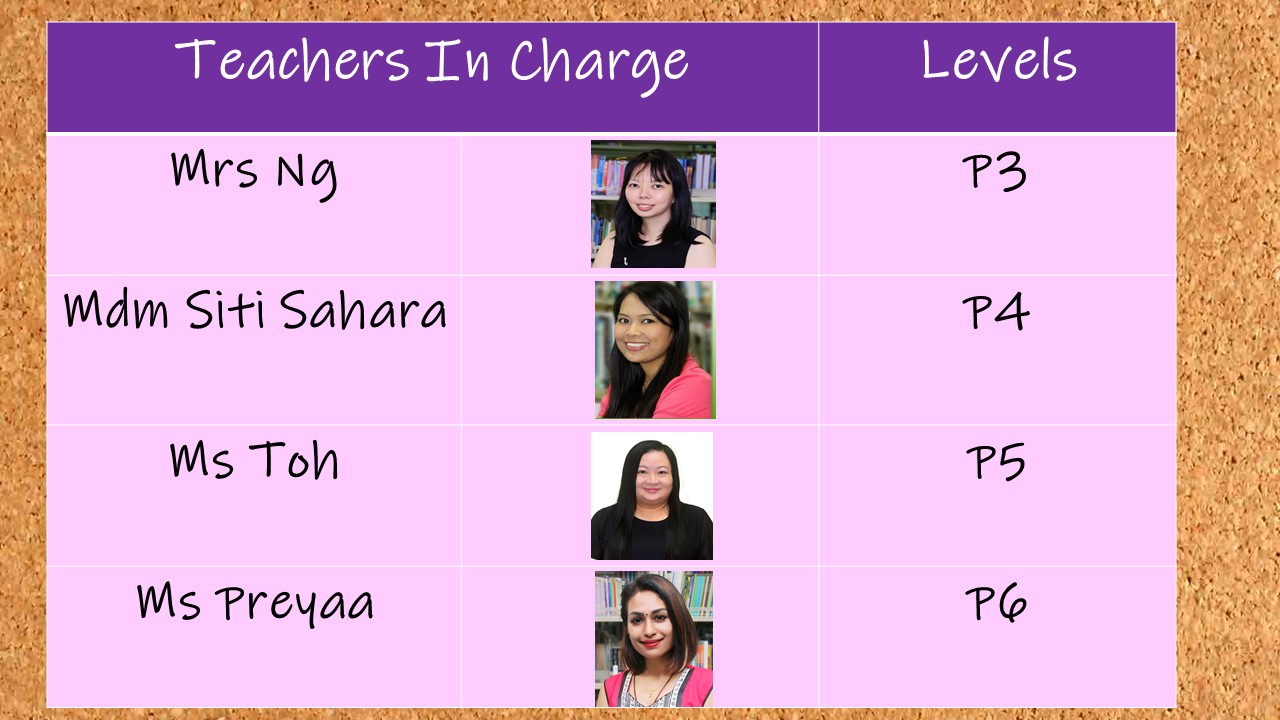 Teachers In Charge Levels
Mrs Ng P3
Mdm Siti Sahara P4
Ms Toh P5
Ms Preyaa P6